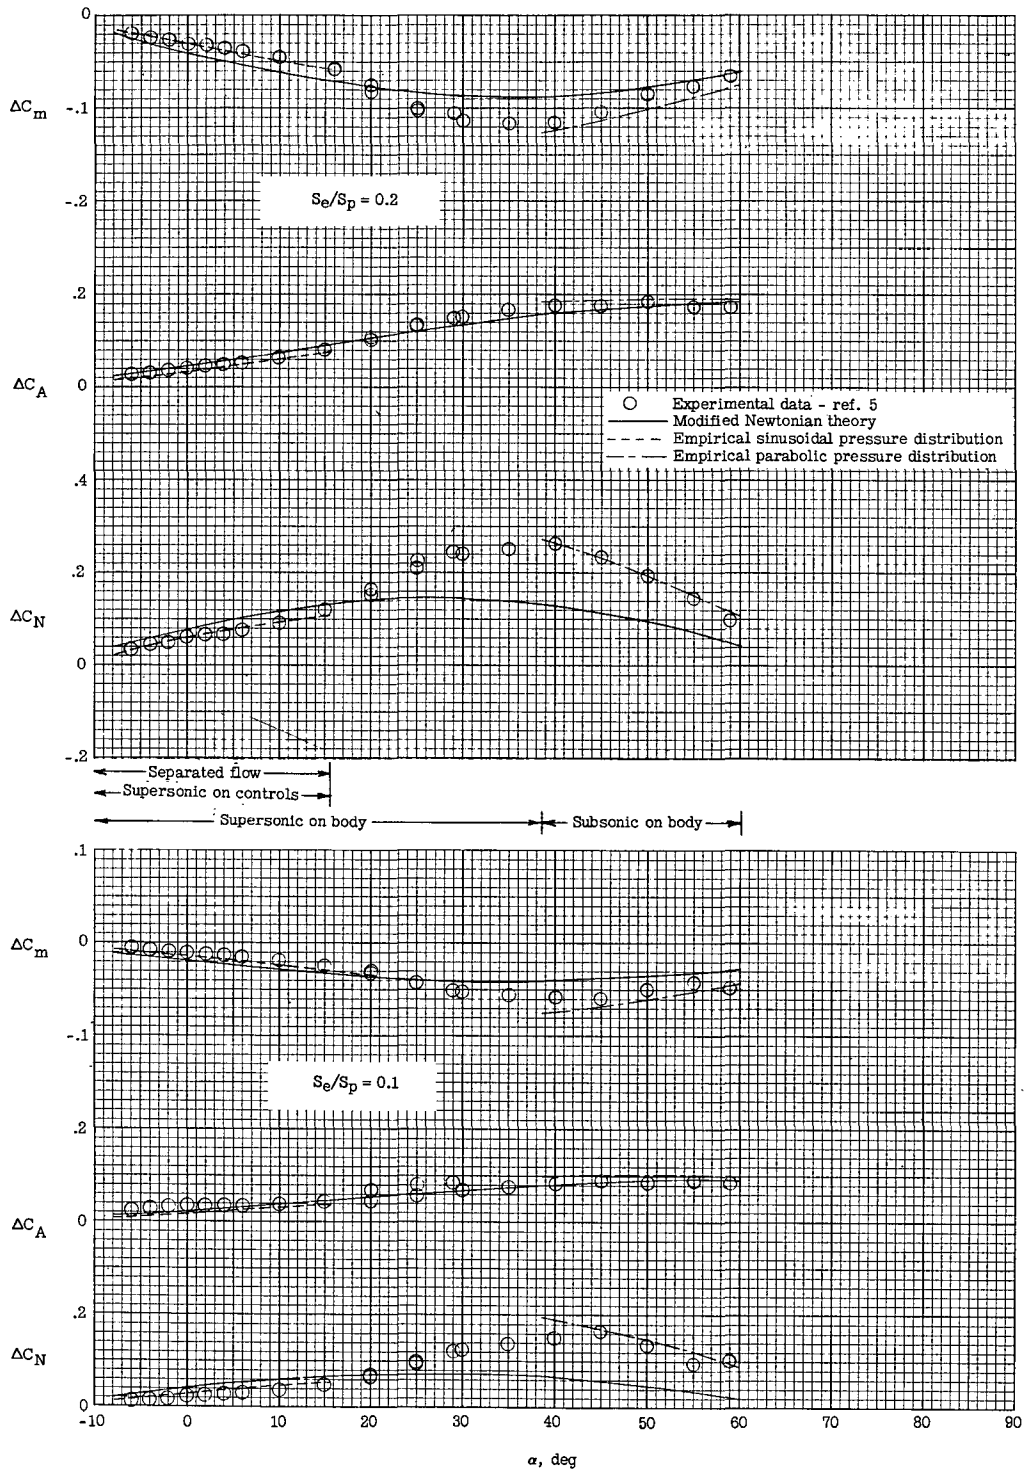 0
ΔCm
-.1
-.2
Se/Sp = 0.2
.2
ΔCA
0
Experimental data - ref. 5
Modified Newtonian theory
Empirical sinusoidal pressure distribution
Empirical parabolic pressure distribution
.4
.2
ΔCN
0
-.2
Separated flow
Supersonic on controls
Supersonic on body
Subsonic on body
.1
0
ΔCm
-.1
Se/Sp = 0.1
.2
0
ΔCA
.2
ΔCN
0
-10 0 10 20 30 40 50 60 70 80 90
α, deg